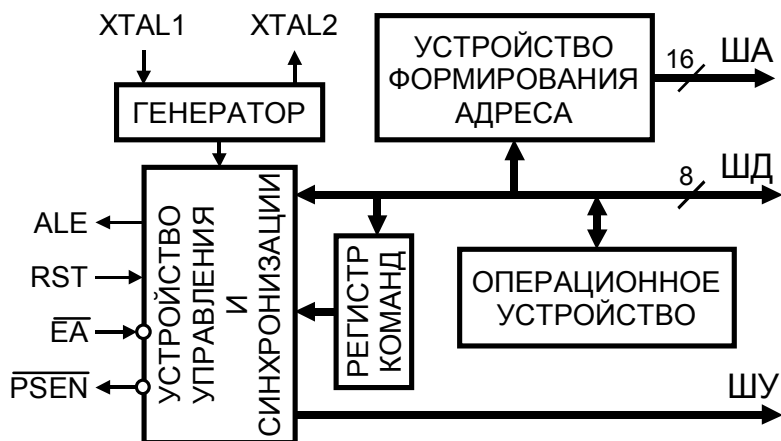 XTAL1
XTAL2
ГЕНЕРАТОР
УСТРОЙСТВО
ФОРМИРОВАНИЯ
АДРЕСА
16
ША
8
ШД
ALE
RST
EA
PSEN
УСТРОЙСТВО
УПРАВЛЕНИЯ
И
СИНХРОНИЗАЦИИ
РЕГИСТР
КОМАНД
ОПЕРАЦИОННОЕ
УСТРОЙСТВО
ШУ